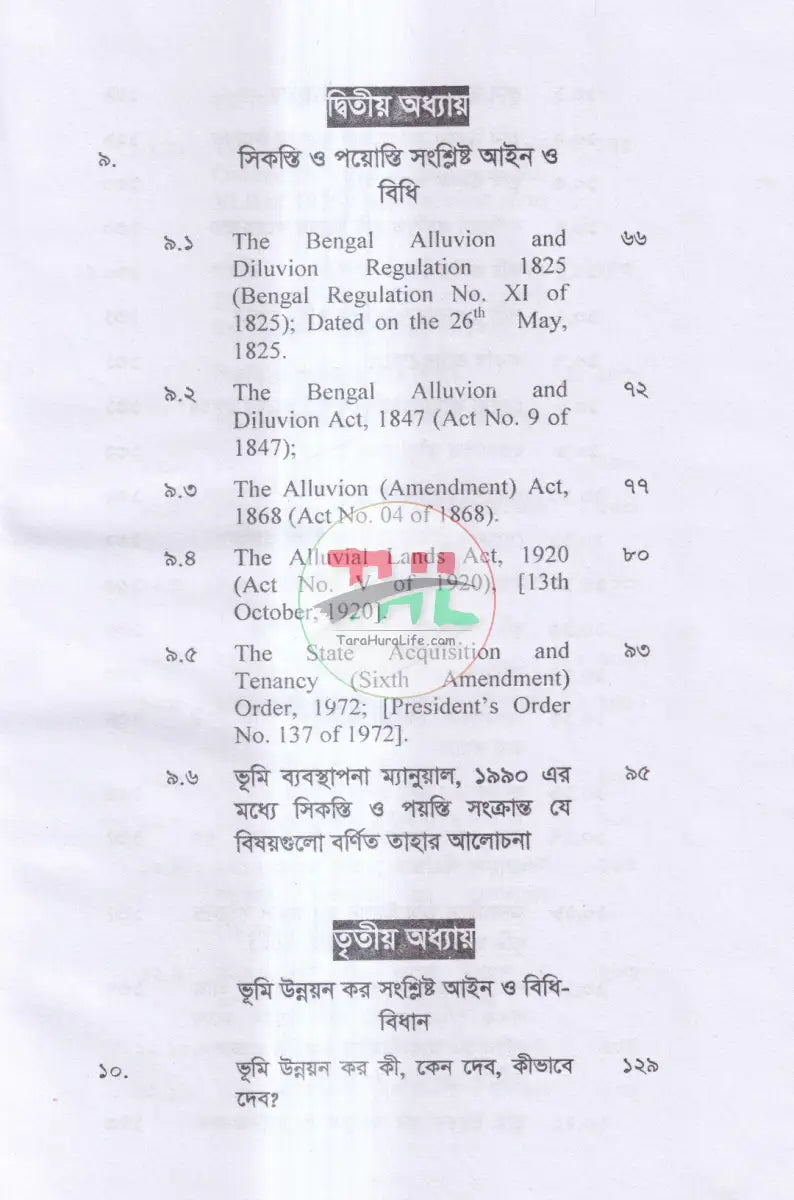 দ্বিতীয় অধ্যায়
৯. সিকস্তি ও পয়োস্তি সংশ্লিষ্ট আইন ও
বিধি
৯.১ The Bengal Alluvion and ৬৬
Diluvion Regulation 1825
(Bengal Regulation No. XI of
1825); Dated on the 26th May,
1825.
৯.২ The Bengal Alluvion and ৭২
Diluvion Act, 1847 (Act No. 9 of
1847);
৯.৩ The Alluvion (Amendment) Act, ৭৭
1868 (Act No. 04 of 1868).
৯.৪ The Alluvial Lands Act, 1920 ৮০
(Act No. V of 1920), [13th
October, 1920].
TaraHuraLife.com
৯.৫ The State Acquisition and ৯৩
Tenancy (Sixth Amendment)
Order, 1972; [President's Order
No. 137 of 1972].
৯.৬ ভূমি ব্যবস্থাপনা ম্যানুয়াল, ১৯৯০ এর ৯৫
মধ্যে সিকস্তি ও পয়স্তি সংক্রান্ত যে
বিষয়গুলো বর্ণিত তাহার আলোচনা
তৃতীয় অধ্যায়
ভূমি উন্নয়ন কর সংশ্লিষ্ট আইন ও বিধি-
বিধান
১০. ভূমি উন্নয়ন কর কী, কেন দেব, কীভাবে ১২৯
দেব?